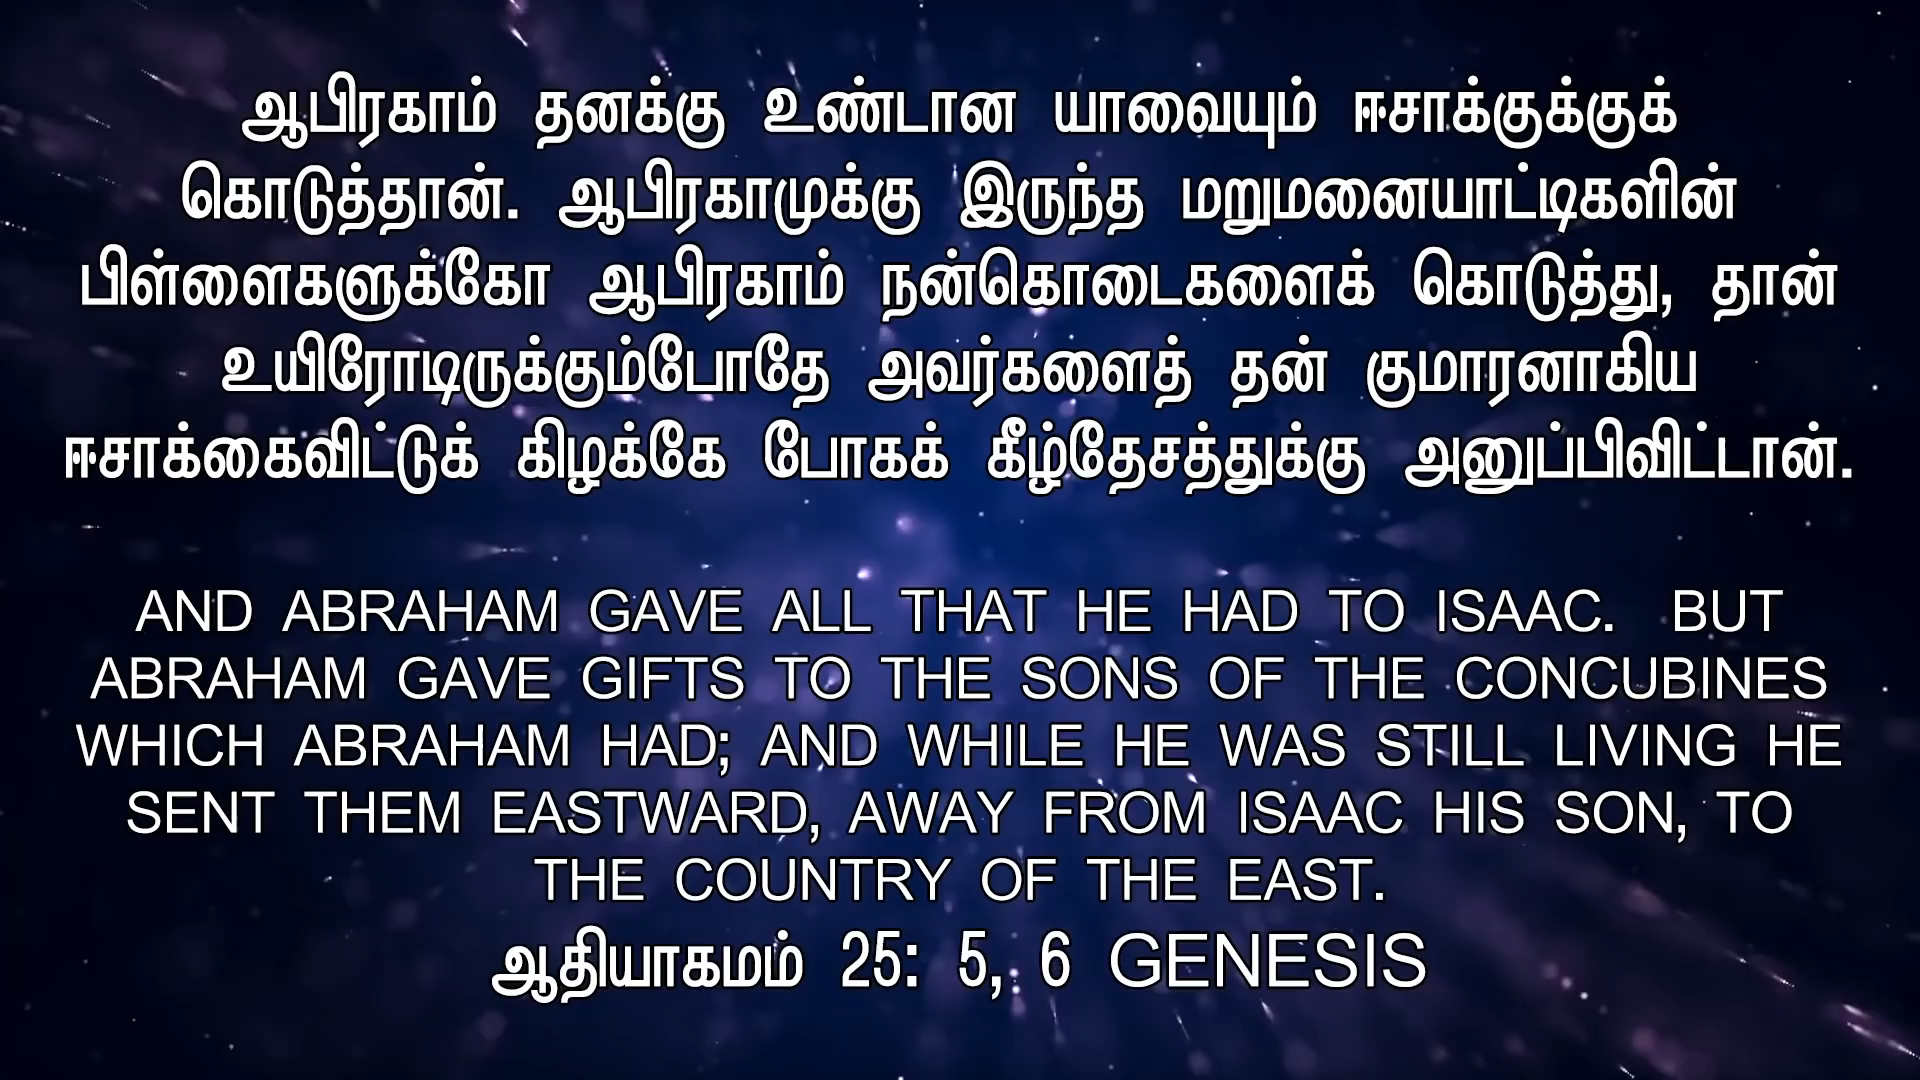 ஆபிரகாம் தனக்கு உண்டான யாவையும் ஈசாக்குக்குக்
கொடுத்தான். ஆபிரகாமுக்கு இருந்த மறுமனையாட்டிகளின்
பிள்ளைகளுக்கோ ஆபிரகாம் நன்கொடைகளைக் கொடுத்து, தான்
உயிரோடிருக்கும்போதே அவர்களைத் தன் குமாரனாகிய
ஈசாக்கைவிட்டுக் கிழக்கே போகக் கீழ்தேசத்துக்கு அனுப்பிவிட்டான்.
AND ABRAHAM GAVE ALL THAT HE HAD TO ISAAC. BUT
ABRAHAM GAVE GIFTS TO THE SONS OF THE CONCUBINES
WHICH ABRAHAM HAD; AND WHILE HE WAS STILL LIVING HE
SENT THEM EASTWARD, AWAY FROM ISAAC HIS SON, TO
THE COUNTRY OF THE EAST.
ஆதியாகமம் 25: 5, 6 GENESIS